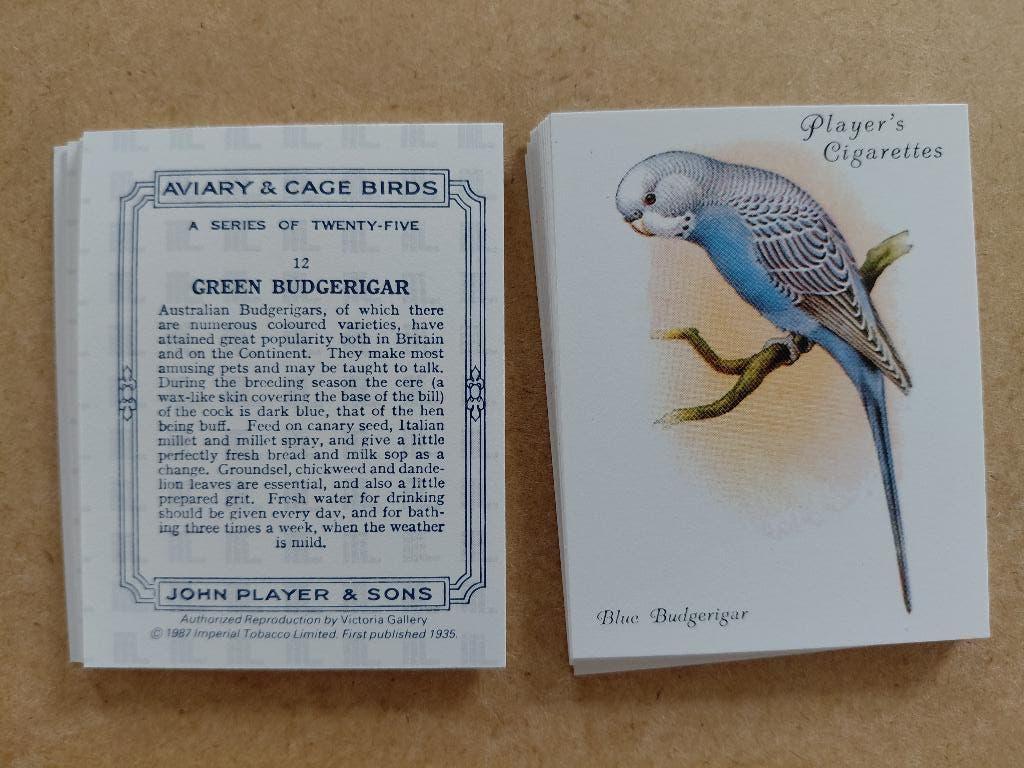 AVIARY & CAGE BIRDS
A SERIES OF TWENTY-FIVE
12
GREEN BUDGERIGAR
Australian Budgerigars, of which there
are numerous coloured varieties, have
attained great popularity both in Britain
and on the Continent. They make most
amusing pets and may be taught to talk.
During the breeding season the cere (a
wax-like skin covering the base of the bill)
of the cock is dark blue, that of the hen
being buff. Feed on canary seed, Italian
millet and millet spray, and give a little
perfectly fresh bread and milk sop as a
change. Groundsel, chickweed and dande-
lion leaves are essential, and also a little
prepared grit. Fresh water for drinking
should be given every day, and for bath-
ing three times a week, when the weather
is mild.
JOHN PLAYER & SONS
Authorized Reproduction by Victoria Gallery
© 1987 Imperial Tobacco Limited. First published 1935.
Player's
Cigarettes
Blue Budgerigar